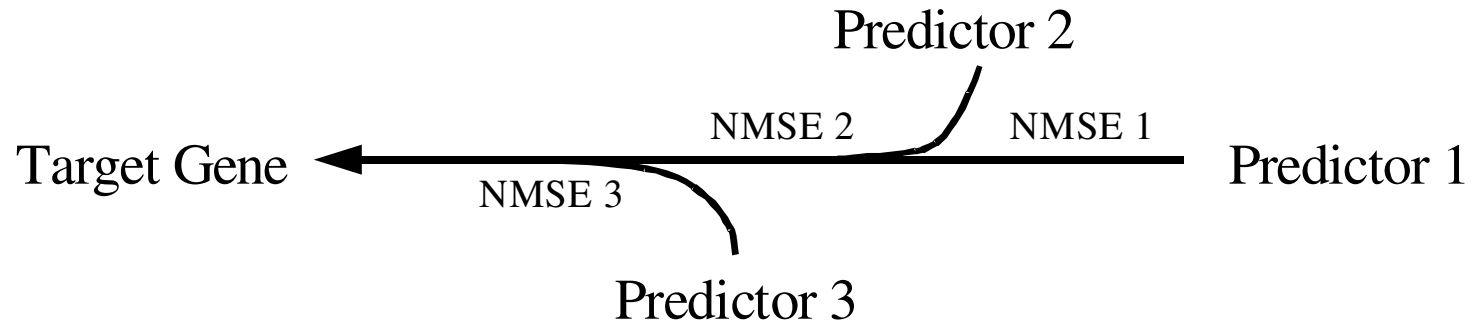 Predictor 2
NMSE 2
NMSE 1
Target Gene
Predictor 1
NMSE 3
Predictor 3